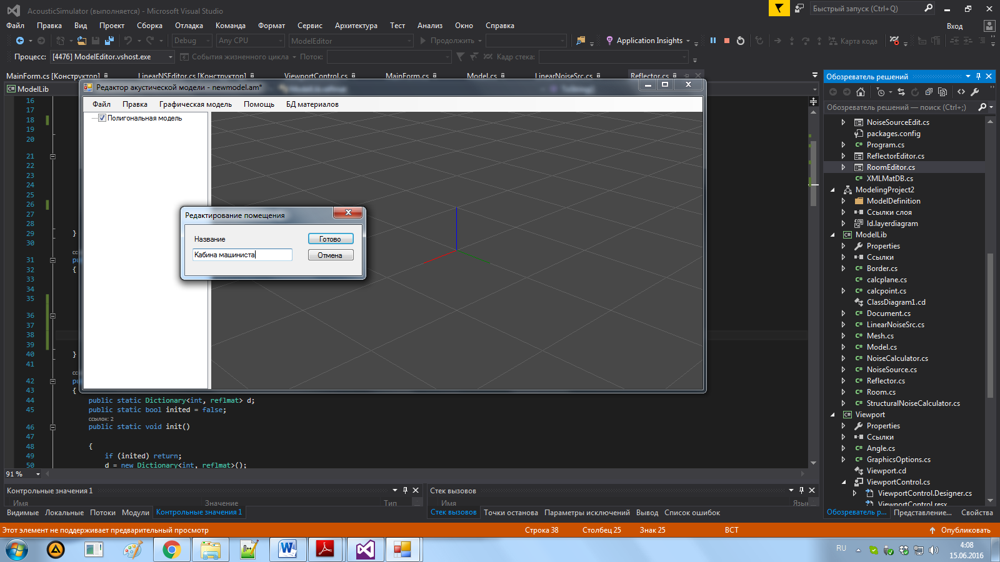 AcousticSimulator (выполняется) - Microsoft Visual Studio
Быстрый запуск (Ctrl+Q)
Файл Правка Вид Проект Сборка Отладка Команда Формат Сервис Архитектура Тест Анализ Окно Справка
Вход
Debug Any CPU ModelEditor Продолжить Application Insights Карта кода
Процесс: [4476] ModelEditor.vshost.exe События жизненного цикла Поток: Кадр стека:
MainForm.cs [Конструктор] LinearNSEditor.cs [Конструктор] ViewportControl.cs MainForm.cs Model.cs LinearNoiseSrc.cs Reflector.cs
ModelLib
Редактор акустической модели - newmodel.am*
Файл Правка Графическая модель Помощь БД материалов
Полигональная модель
Редактирование помещения
Название
Готово
Кабина машиниста
Отмена
16
17
18
19
20
21
22
23
24
25
26
27
28
29 }
30
31
32 {
33
34
35
36
37
38
39
40 }
41
42
43 {
44 public static Dictionary<int, reflmat> d;
45 public static bool inited = false;
ссылок: 2
46 public static void init()
47
48 {
49 if (inited) return;
50 d = new Dictionary<int, reflmat>();
91 %
Обозреватель решений
Обозреватель решений — поиск (Ctrl+;)
NoiseSourceEdit.cs
packages.config
Program.cs
ReflectorEditor.cs
RoomEditor.cs
XMLMatDB.cs
ModelingProject2
ModelDefinition
Ссылки слоя
ld.layerdiagram
ModelLib
Properties
Ссылки
Border.cs
calcplane.cs
calcpoint.cs
ClassDiagram1.cd
Document.cs
LinearNoiseSrc.cs
Mesh.cs
Model.cs
NoiseCalculator.cs
NoiseSource.cs
Reflector.cs
Room.cs
StructuralNoiseCalculator.cs
Viewport
Properties
Ссылки
Angle.cs
GraphicsOptions.cs
Viewport.cd
ViewportControl.cs
ViewportControl.Designer.cs
ViewportControl.resx
Обозреватель р... Представление... Свойства
Контрольные значения 1
Имя Значение Тип
Видимые Локальные Потоки Модули Контрольные значения 1
Стек вызовов
Имя Язык
Стек вызовов Точки останова Параметры исключений Вывод Список ошибок
Этот элемент не поддерживает предварительный просмотр
Строка 38 Столбец 25 Знак 25 ВСТ
Опубликовать
RU
4:08
15.06.2016